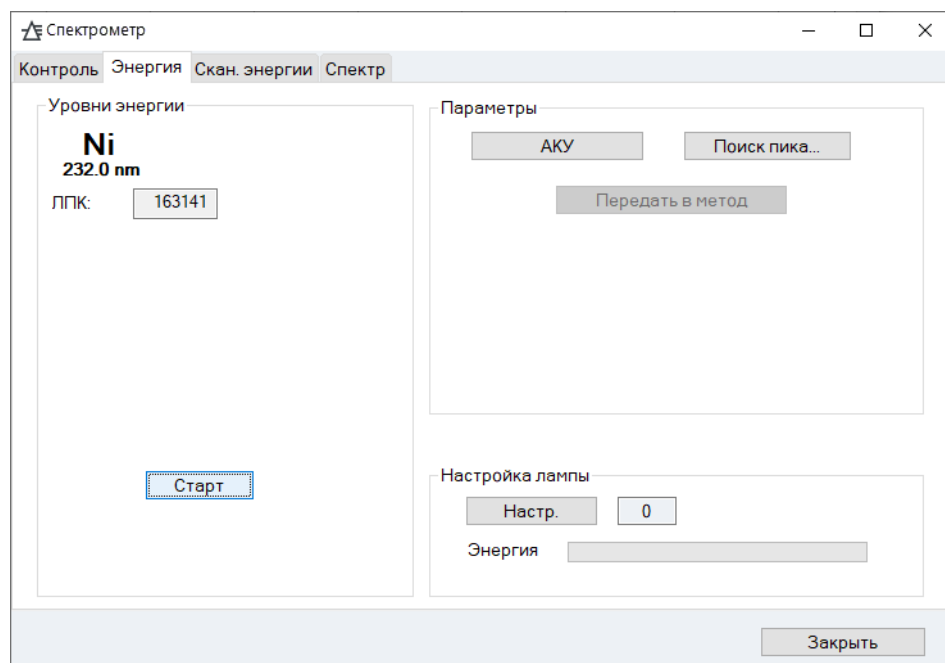 Спектрометр
Контроль Энергия Скан. энергии Спектр
Уровни энергии
Ni
232.0 nm
ЛПК: 163141
Старт
Параметры
АКУ Поиск пика...
Передать в метод
Настройка лампы
Настр. 0
Энергия
Закрыть